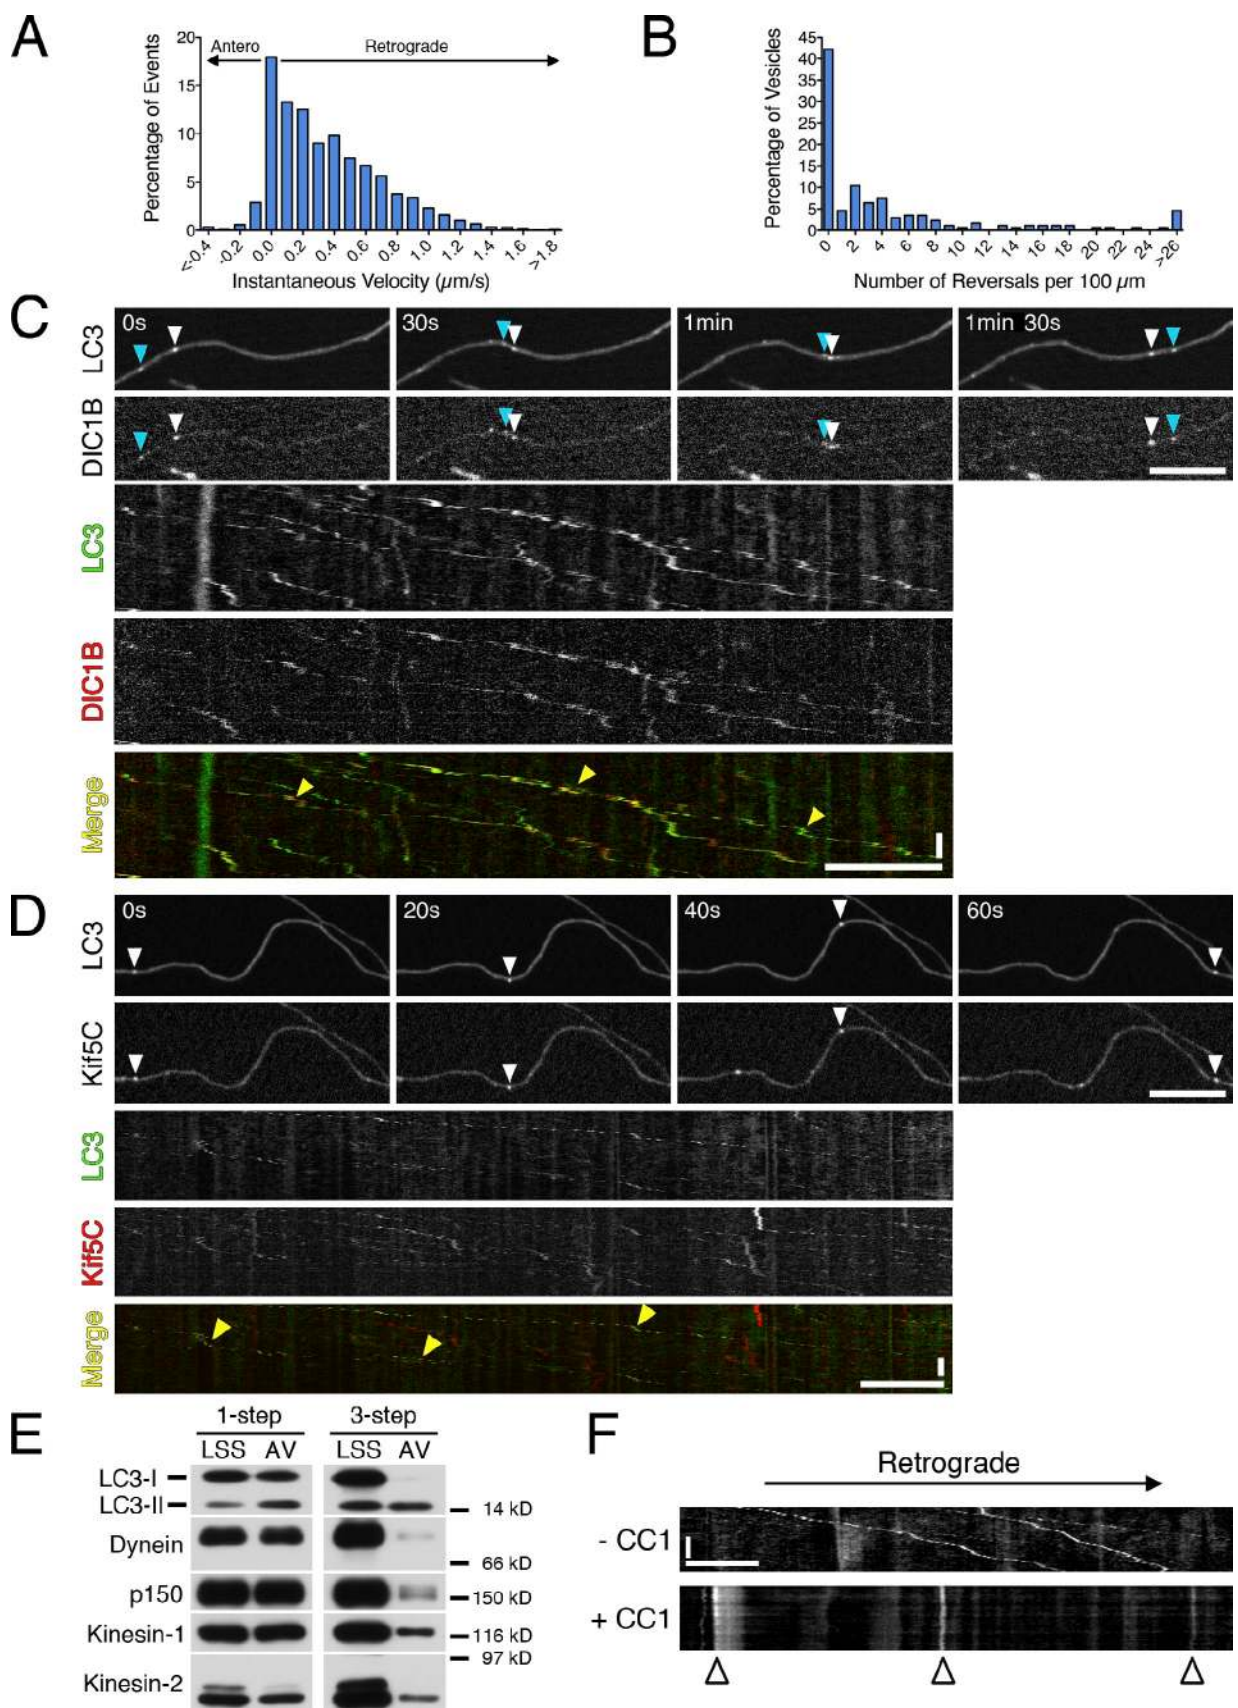 A
Percentage of Events
20
15
10
5
0
Antero
Retrograde
<-0.4
-0.2
0.0
0.2
0.4
0.6
0.8
1.0
1.2
1.4
1.6
>1.8
Instantaneous Velocity (µm/s)
B
Percentage of Vesicles
45
40
35
30
25
20
15
10
5
0
0
2
4
6
8
10
12
14
16
18
20
22
24
>26
Number of Reversals per 100 µm
C
LC3
0s
30s
1min
1min 30s
DIC1B
LC3
DIC1B
Merge
D
LC3
0s
20s
40s
60s
Kif5C
LC3
Kif5C
Merge
E
1-step
3-step
LSS AV
LSS AV
LC3-I
LC3-II
14 kD
Dynein
66 kD
p150
150 kD
Kinesin-1
116 kD
97 kD
Kinesin-2
F
Retrograde
- CC1
+ CC1